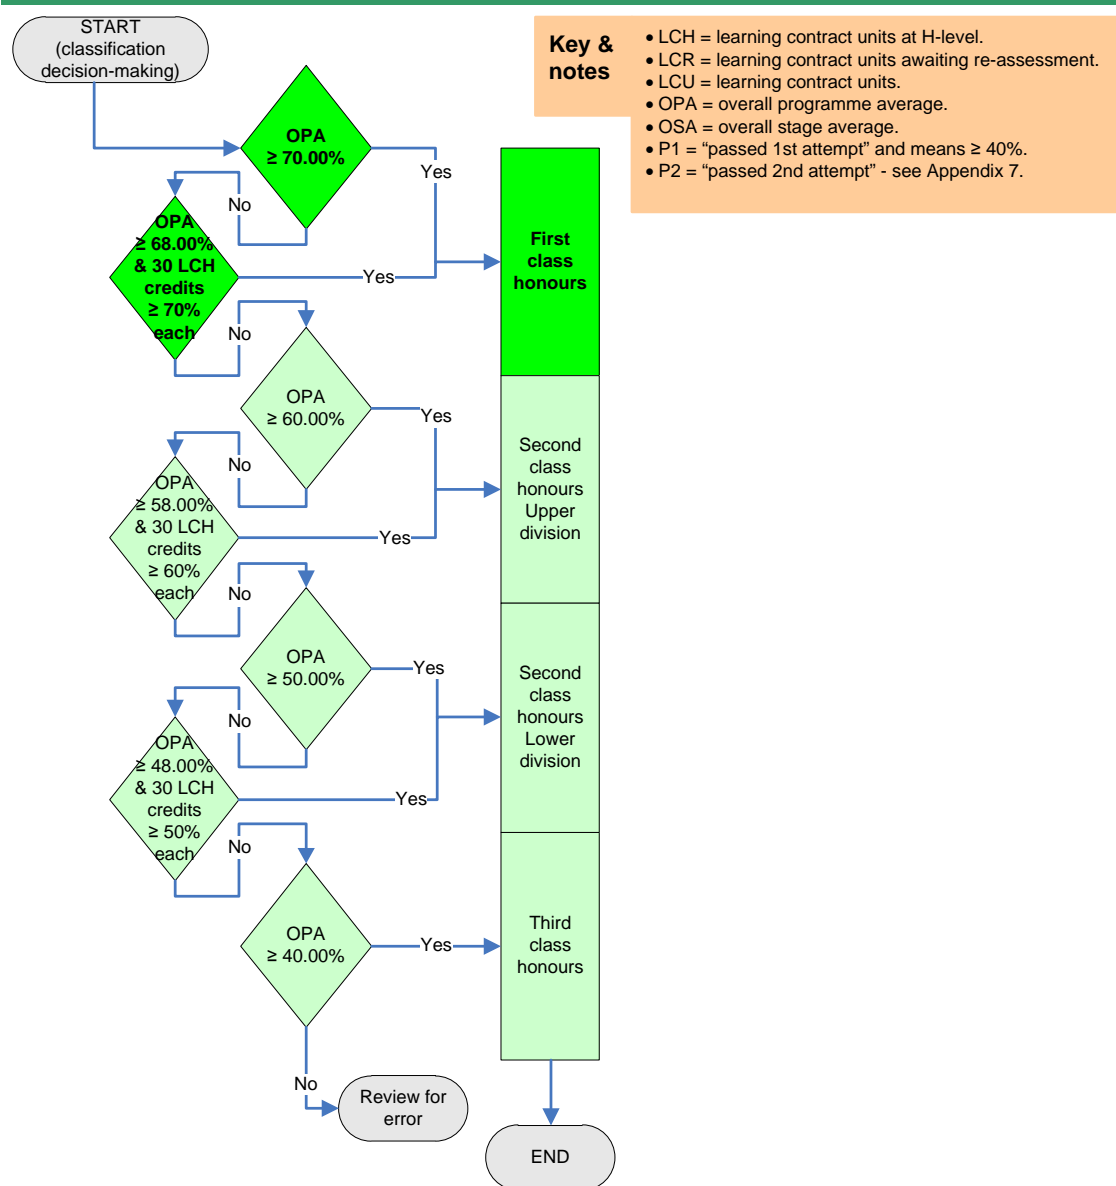 START
(classification
decision-making)
Key &
notes
• LCH = learning contract units at H-level.
• LCR = learning contract units awaiting re-assessment.
• LCU = learning contract units.
• OPA = overall programme average.
• OSA = overall stage average.
• P1 = “passed 1st attempt” and means ≥ 40%.
• P2 = “passed 2nd attempt” - see Appendix 7.
OPA
≥ 70.00%
Yes
No
OPA
≥ 68.00%
& 30 LCH
credits
≥ 70%
each
Yes
No
First
class
honours
OPA
≥ 60.00%
Yes
No
OPA
≥ 58.00%
& 30 LCH
credits
≥ 60%
each
Yes
No
Second
class
honours
Upper
division
OPA
≥ 50.00%
Yes
No
OPA
≥ 48.00%
& 30 LCH
credits
≥ 50%
each
Yes
No
Second
class
honours
Lower
division
OPA
≥ 40.00%
Yes
Third
class
honours
No
Review for
error
END